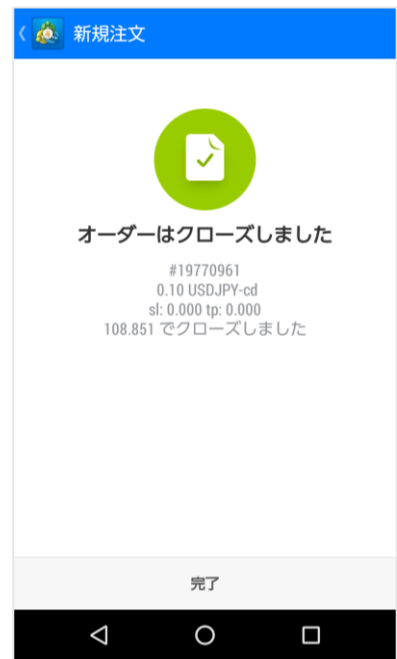 新規注文
オーダーはクローズしました
#19770961
0.10 USDJPY-cd
sl: 0.000 tp: 0.000
108.851 でクローズしました
完了